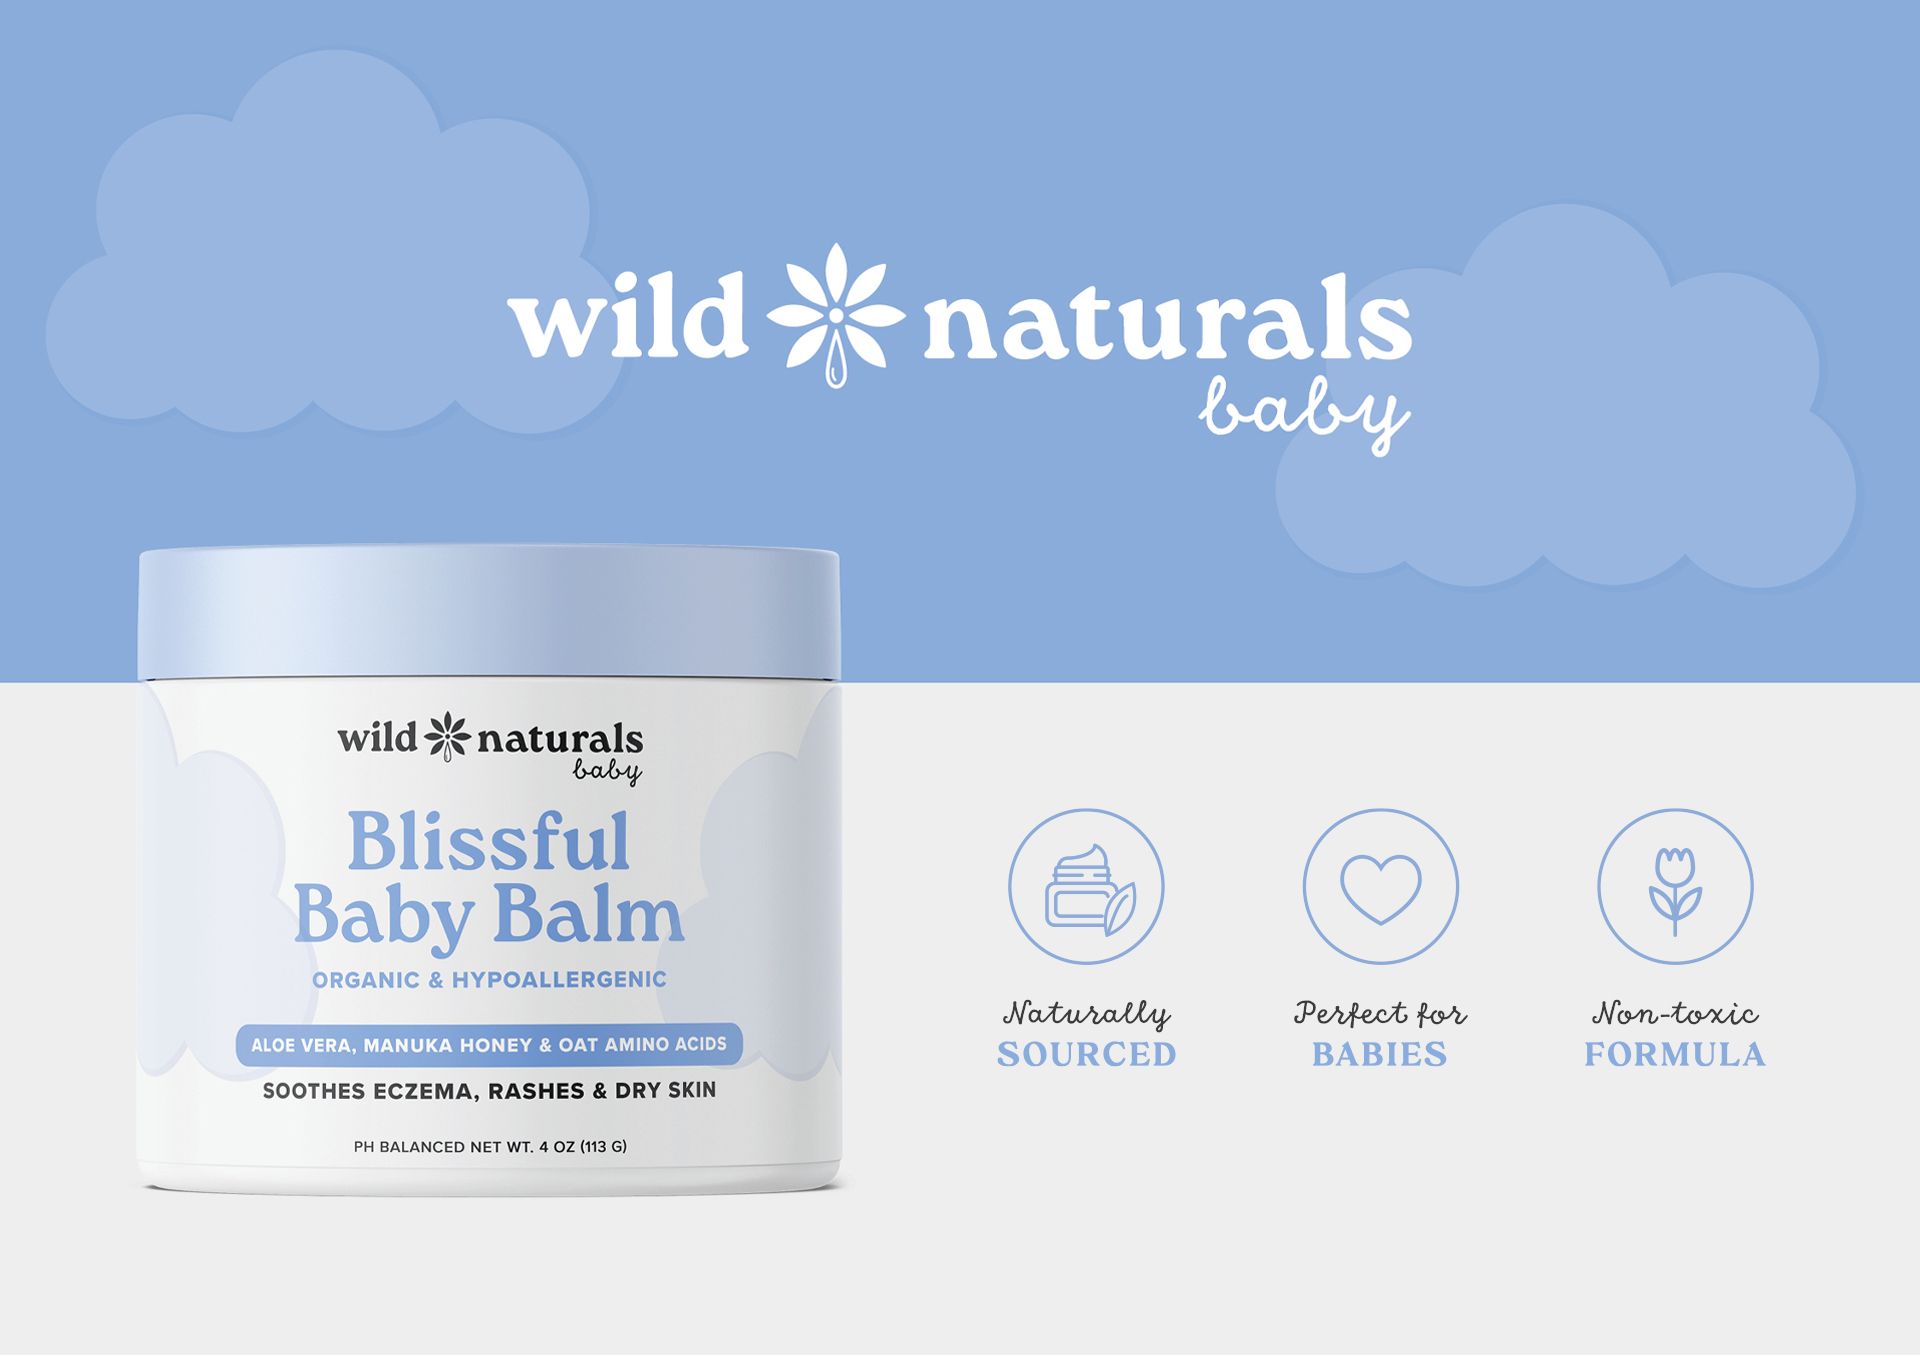 wild naturals
baby
wild naturals
baby
Blissful
Baby Balm
ORGANIC & HYPOALLERGENIC
ALOE VERA, MANUKA HONEY & OAT AMINO ACIDS
SOOTHES ECZEMA, RASHES & DRY SKIN
PH BALANCED NET WT. 4 OZ (113 G)
Naturally
SOURCED
Perfect for
BABIES
Non-toxic
FORMULA